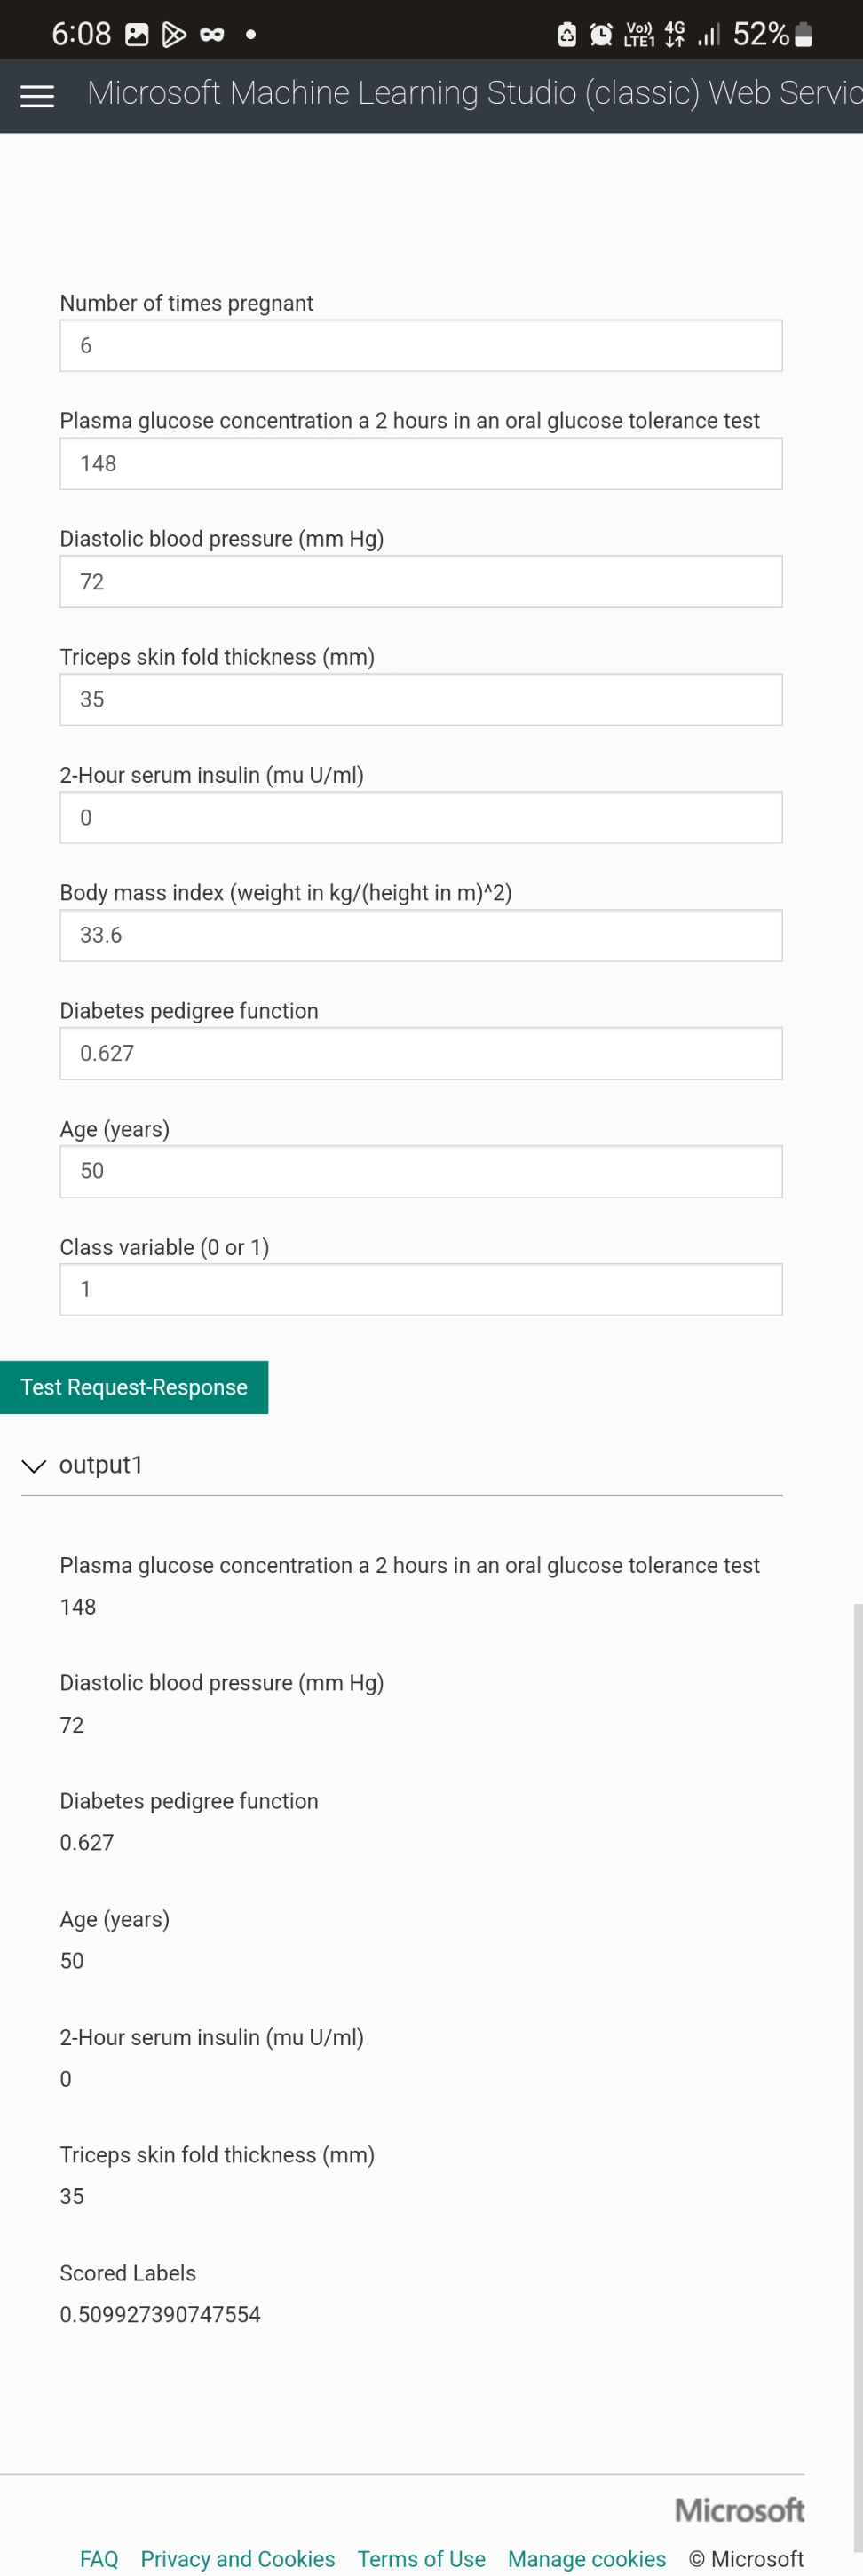 6:08
Vo)) LTE1 4G 52%
Microsoft Machine Learning Studio (classic) Web Servic
Number of times pregnant
6
Plasma glucose concentration a 2 hours in an oral glucose tolerance test
148
Diastolic blood pressure (mm Hg)
72
Triceps skin fold thickness (mm)
35
2-Hour serum insulin (mu U/ml)
0
Body mass index (weight in kg/(height in m)^2)
33.6
Diabetes pedigree function
0.627
Age (years)
50
Class variable (0 or 1)
1
Test Request-Response
output1
Plasma glucose concentration a 2 hours in an oral glucose tolerance test
148
Diastolic blood pressure (mm Hg)
72
Diabetes pedigree function
0.627
Age (years)
50
2-Hour serum insulin (mu U/ml)
0
Triceps skin fold thickness (mm)
35
Scored Labels
0.509927390747554
Microsoft
FAQ Privacy and Cookies Terms of Use Manage cookies © Microsoft